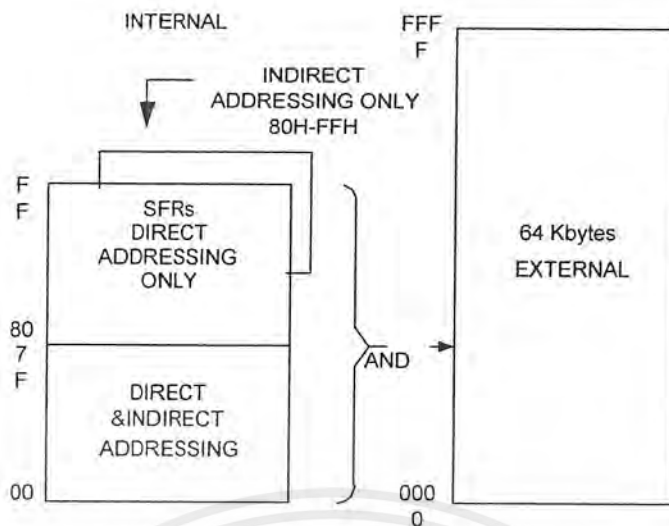 INTERNAL
INDIRECT
ADDRESSING ONLY
80H-FFH
F
F
SFRs
DIRECT
ADDRESSING
ONLY
80
7
F
DIRECT
&INDIRECT
ADDRESSING
00
AND
FFF
F
64 Kbytes
EXTERNAL
000
0